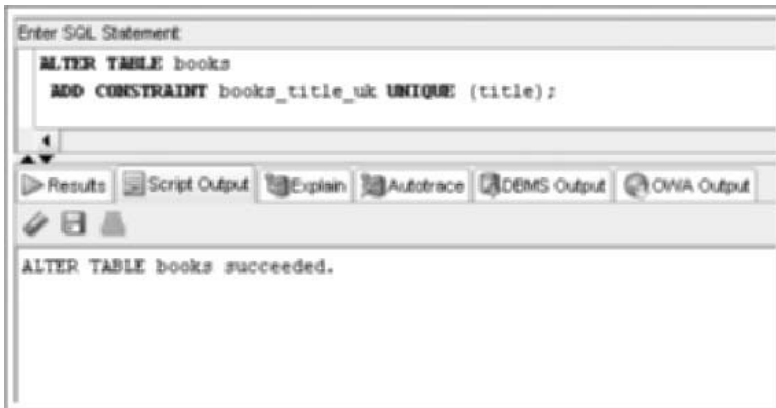 Enter SQL Statement:
ALTER TABLE books
ADD CONSTRAINT books_title_uk UNIQUE (title);
Results Script Output Explain Autotrace DBMS Output OWA Output
ALTER TABLE books succeeded.